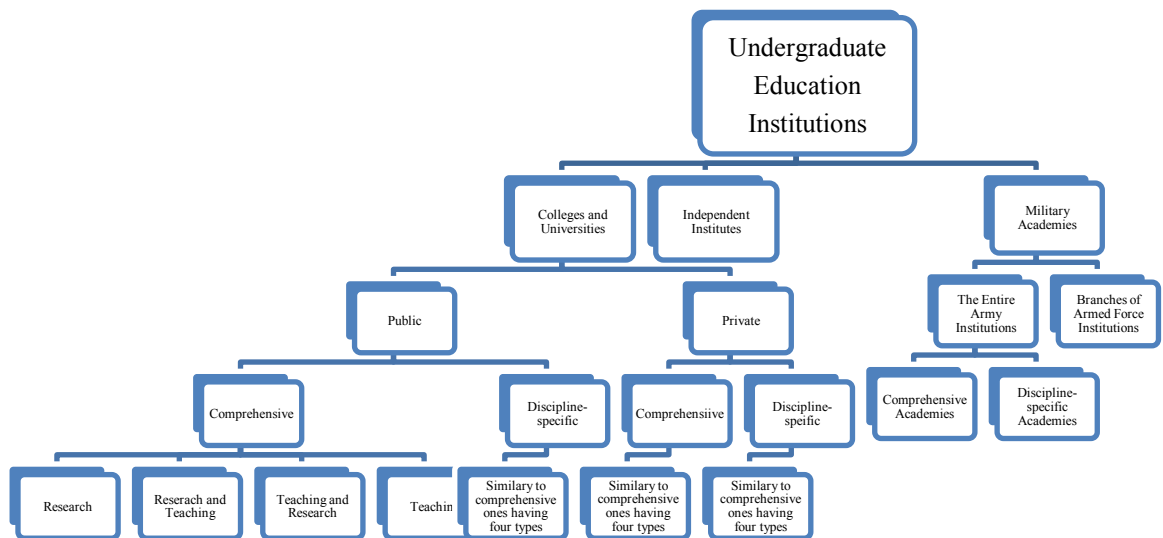 Undergraduate
Education
Institutions
Colleges and
Universities
Independent
Institutes
Military
Academies
Public
Private
The Entire
Army
Institutions
Branches of
Armed Force
Institutions
Comprehensive
Discipline-
specific
Comprehensiive
Discipline-
speific
Comprehensive
Academies
Discipline-
specific
Academies
Research
Reserach and
Teaching
Teaching and
Research
Teachin
Similary to
comprehensive
ones having
four types
Similary to
comprehensive
ones having
four types
Similary to
comprehensive
ones having
four types